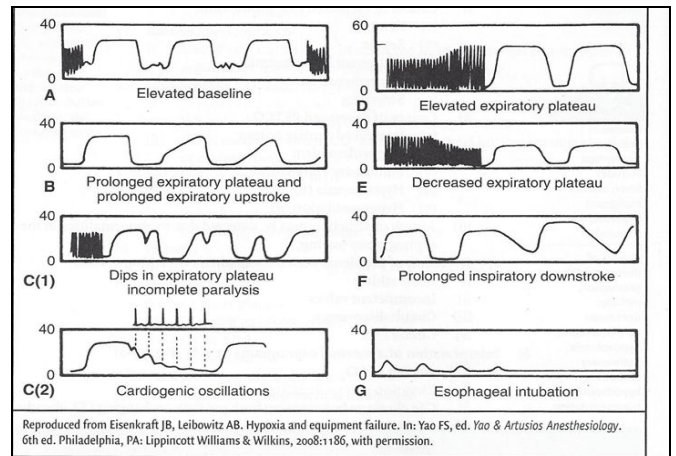 40
0
A
Elevated baseline
60
0
D
Elevated expiratory plateau
40
0
B
Prolonged expiratory plateau and
prolonged expiratory upstroke
40
0
E
Decreased expiratory plateau
40
0
C(1)
Dips in expiratory plateau
incomplete paralysis
40
0
F
Prolonged inspiratory downstroke
40
0
C(2)
Cardiogenic oscillations
40
0
G
Esophageal intubation
Reproduced from Eisenkraft JB, Leibowitz AB. Hypoxia and equipment failure. In: Yao FS, ed. Yao & Artusios Anesthesiology.
6th ed. Philadelphia, PA: Lippincott Williams & Wilkins, 2008:1186, with permission.